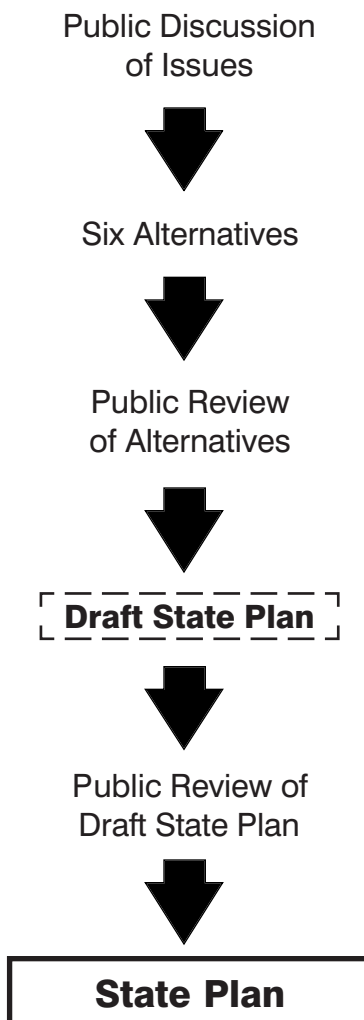 Public Discussion
of Issues
Six Alternatives
Public Review
of Alternatives
Draft State Plan
Public Review of
Draft State Plan
State Plan